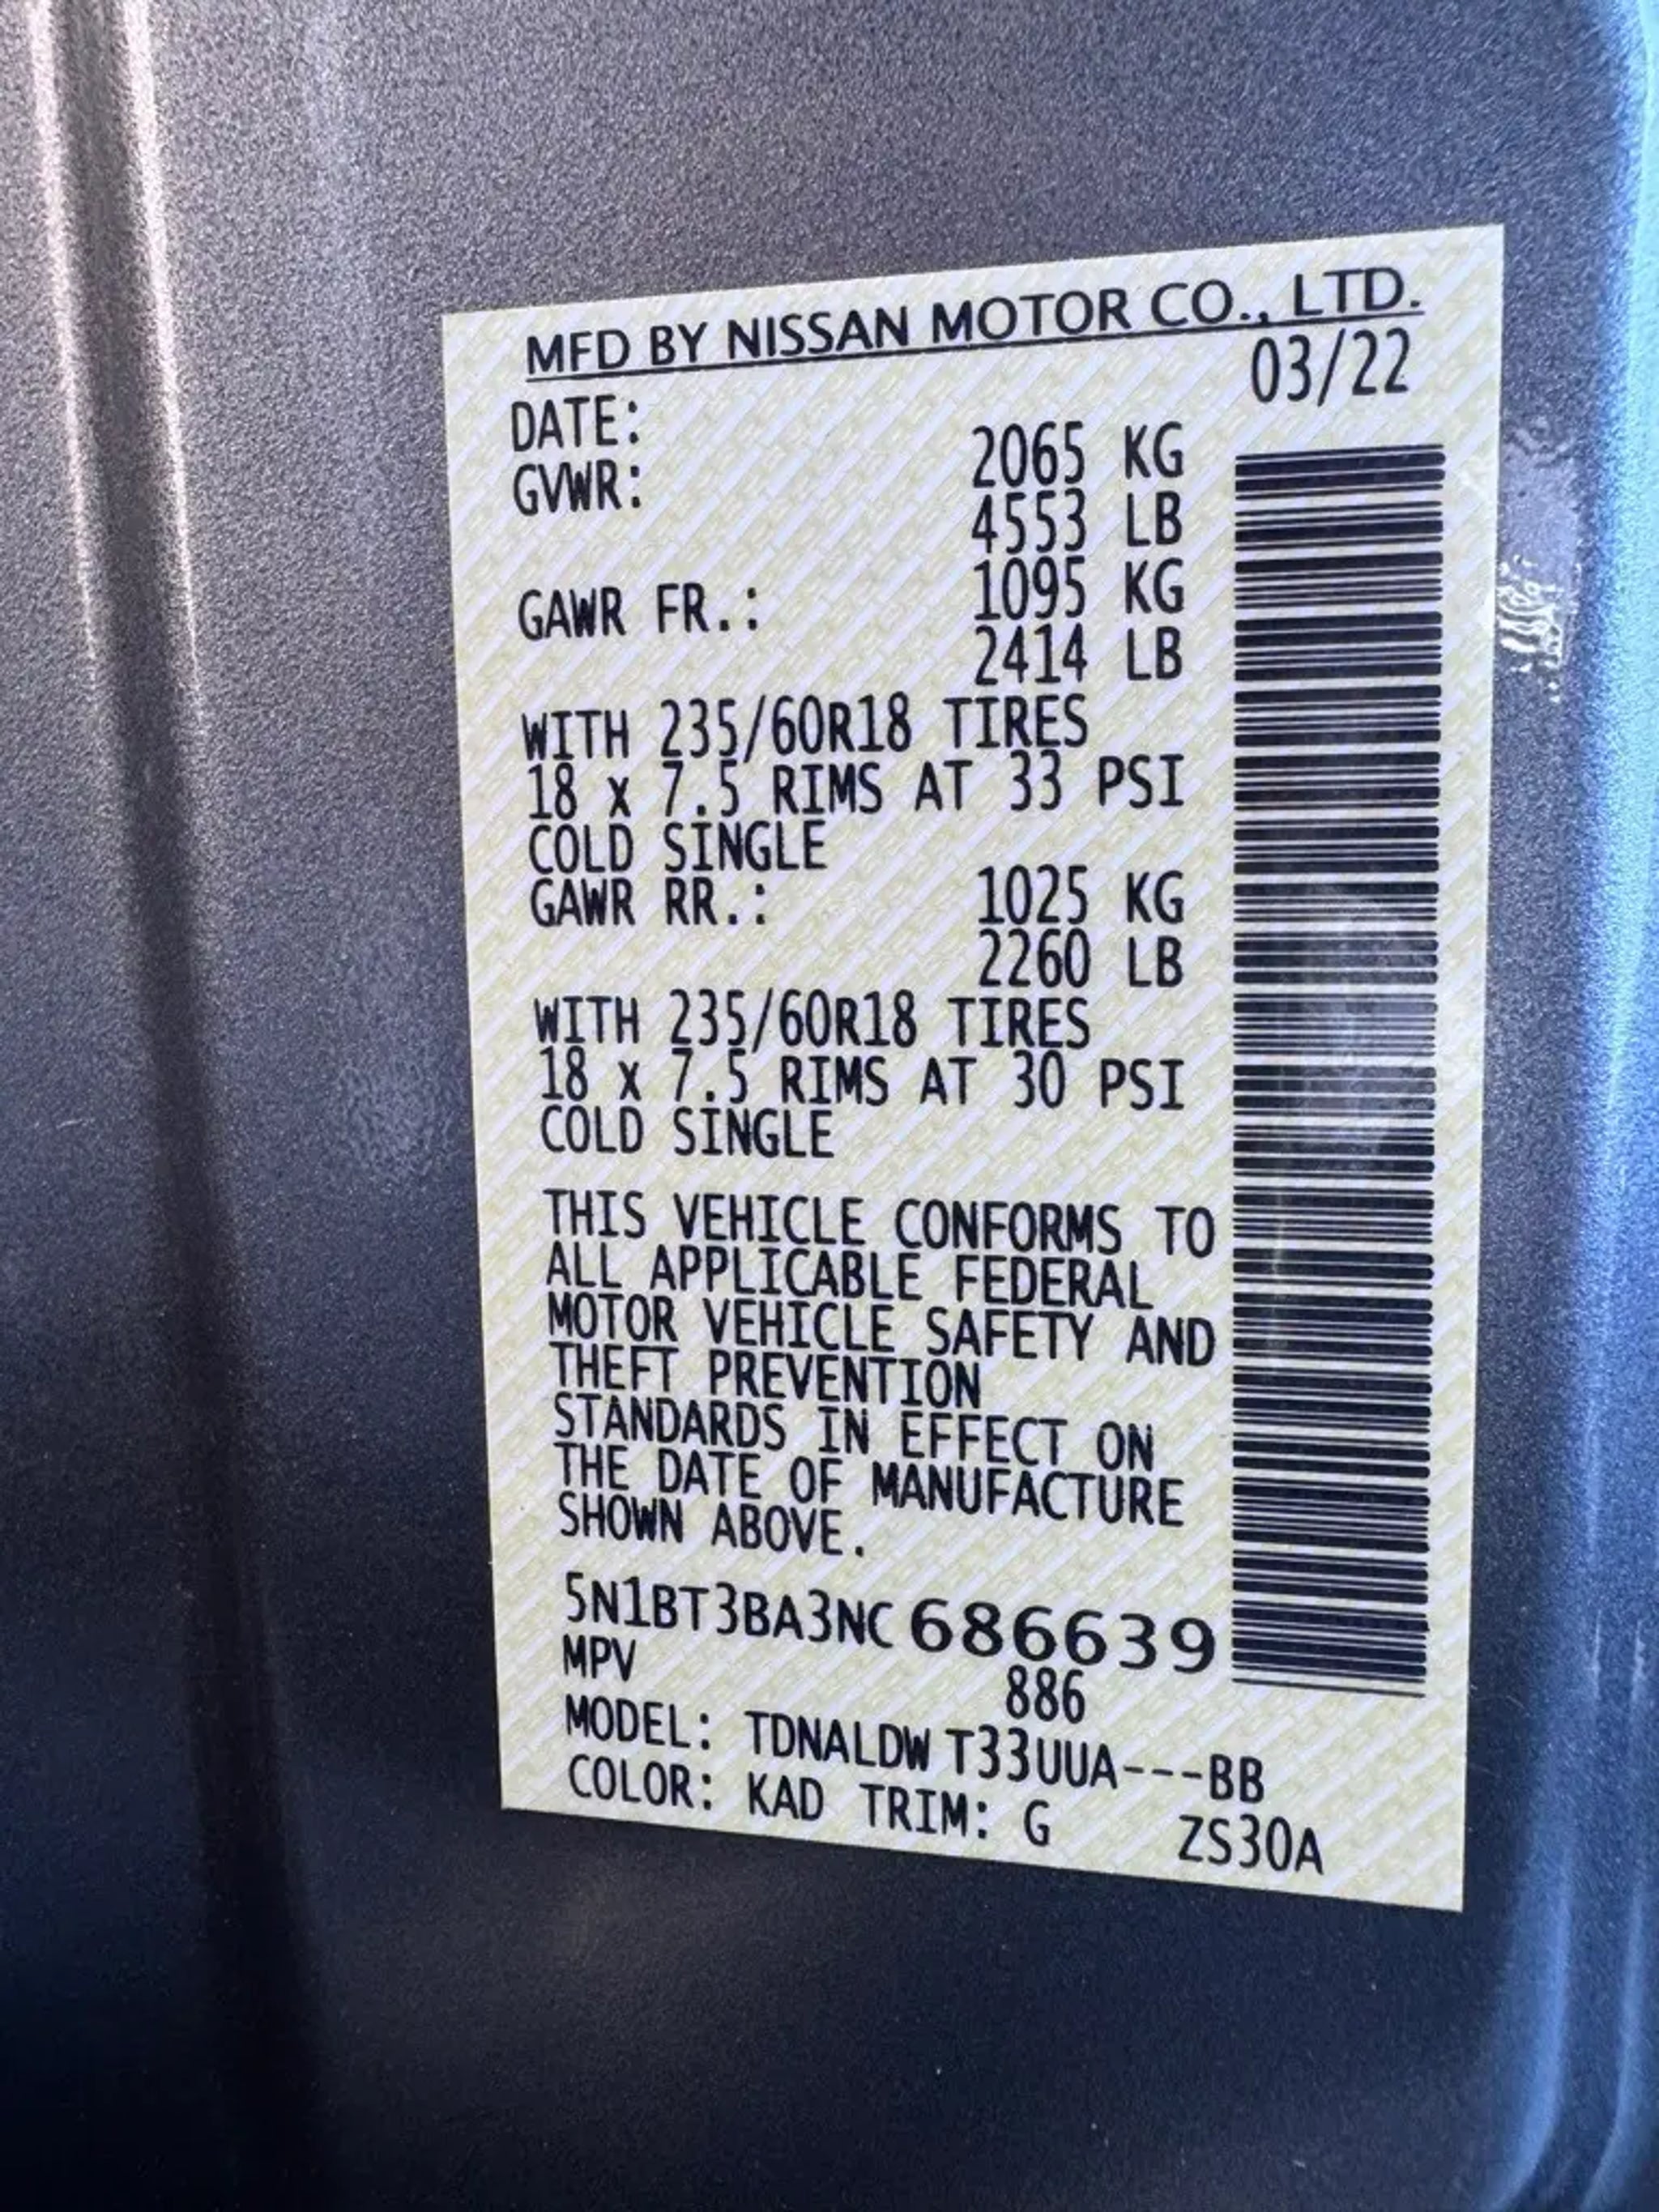 MFD BY NISSAN MOTOR CO., LTD.
DATE: 03/22
GVWR: 2065 KG
4553 LB
GAWR FR.: 1095 KG
2414 LB
WITH 235/60R18 TIRES
18 x 7.5 RIMS AT 33 PSI
COLD SINGLE
GAWR RR.: 1025 KG
2260 LB
WITH 235/60R18 TIRES
18 x 7.5 RIMS AT 30 PSI
COLD SINGLE
THIS VEHICLE CONFORMS TO
ALL APPLICABLE FEDERAL
MOTOR VEHICLE SAFETY AND
THEFT PREVENTION
STANDARDS IN EFFECT ON
THE DATE OF MANUFACTURE
SHOWN ABOVE.
5N1BT3BA3NC 686639
MPV 886
MODEL: TDNALDW T33UUA---BB
COLOR: KAD TRIM: G ZS30A